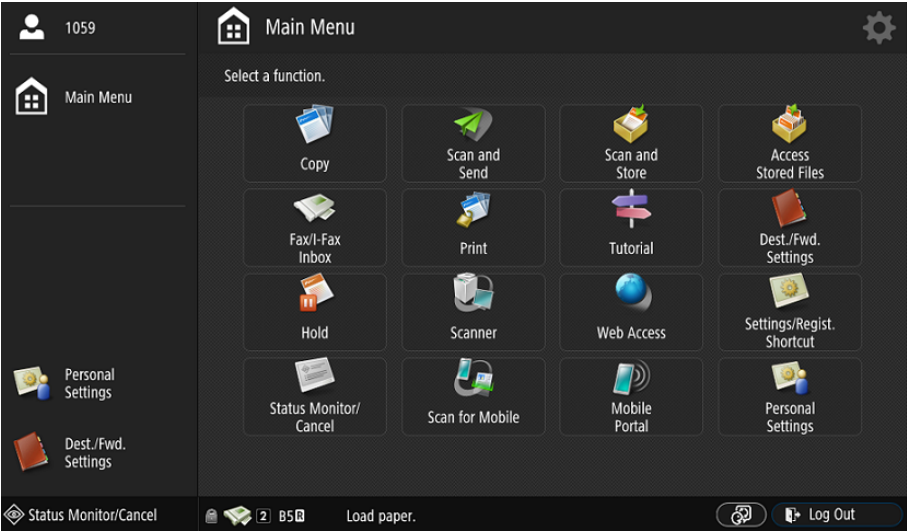 1059
Main Menu
Main Menu
Select a function.
Copy
Scan and
Send
Scan and
Store
Access
Stored Files
Fax/I-Fax
Inbox
Print
Tutorial
Dest./Fwd.
Settings
Hold
Scanner
Web Access
Settings/Regist.
Shortcut
Status Monitor/
Cancel
Scan for Mobile
Mobile
Portal
Personal
Settings
Personal
Settings
Dest./Fwd.
Settings
Status Monitor/Cancel
2 B5R Load paper.
Log Out